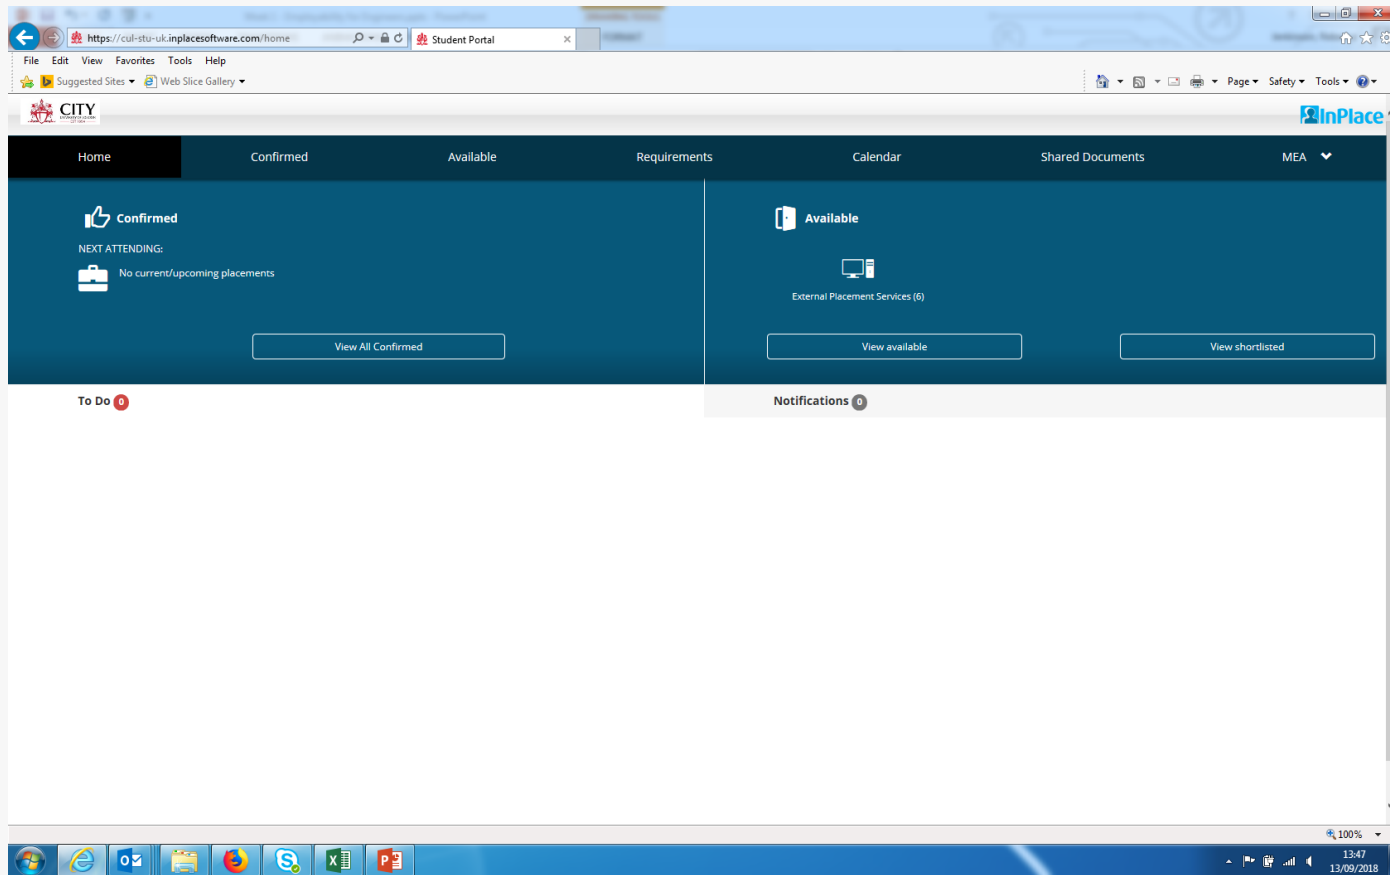 https://cul-stu-uk.inplacesoftware.com/home
Student Portal
File Edit View Favorites Tools Help
Suggested Sites Web Slice Gallery
Page Safety Tools
CITY
InPlace
Home Confirmed Available Requirements Calendar Shared Documents MEA
Confirmed
NEXT ATTENDING:
No current/upcoming placements
View All Confirmed
Available
External Placement Services (6)
View available View shortlisted
To Do 0
Notifications 0
100%
13:47
13/09/2018